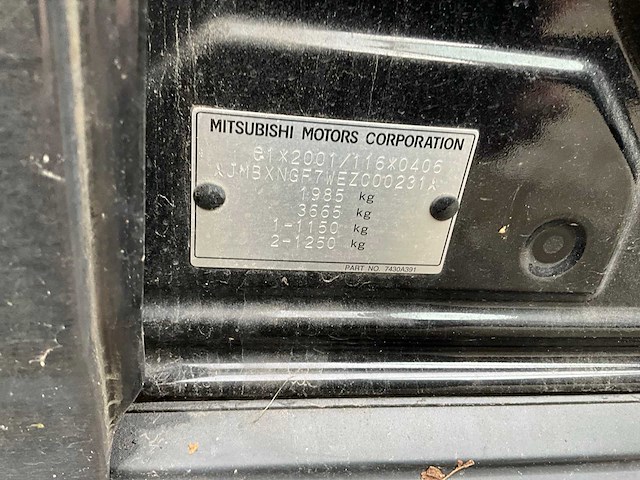 MITSUBISHI MOTORS CORPORATION
e1*2001/116*0406
*JMBXNGF7WEZ000231*
1985 kg
3665 kg
1-1150 kg
2-1250 kg
PART NO. 7430A391